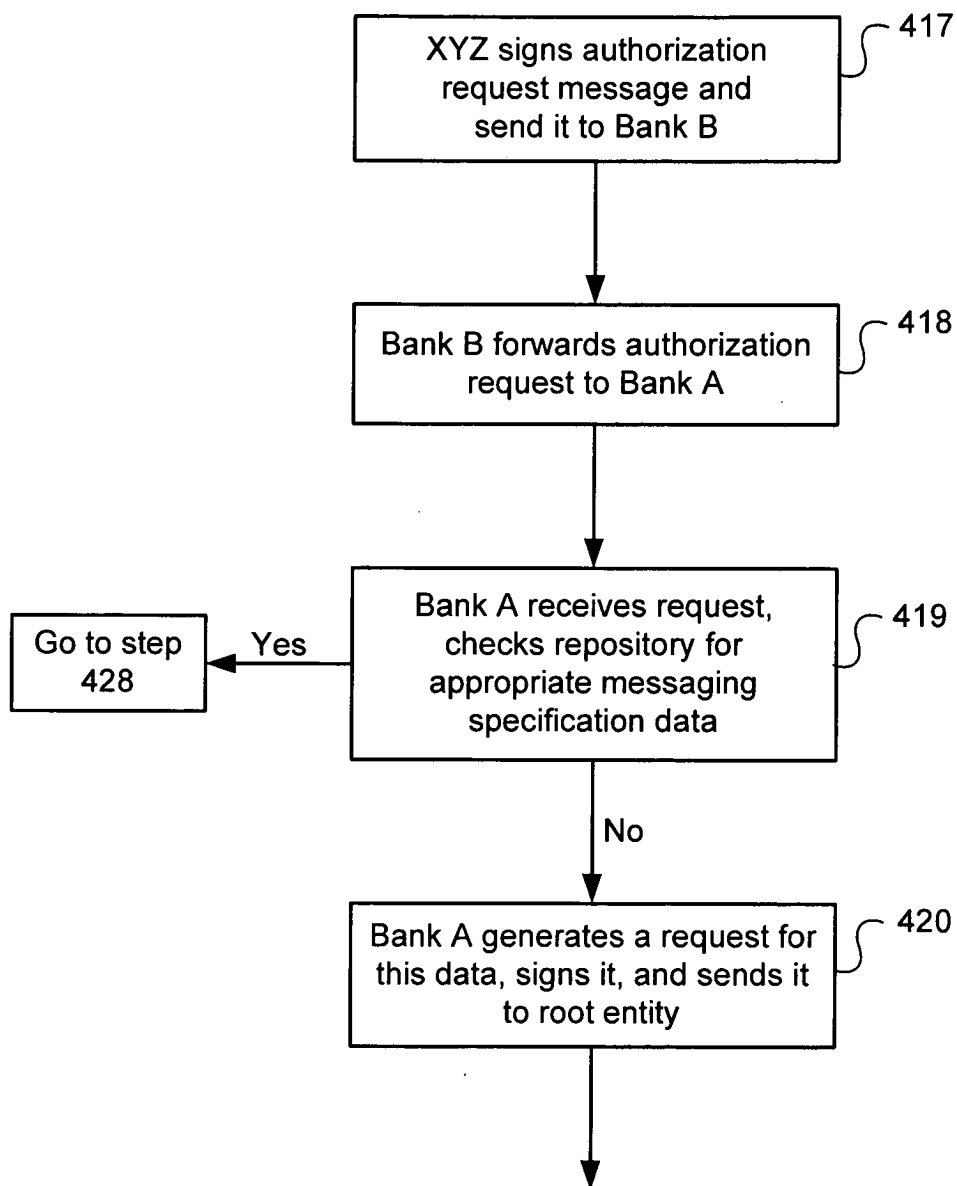 XYZ signs authorization
request message and
send it to Bank B
417
Bank B forwards authorization
request to Bank A
418
Bank A receives request,
checks repository for
appropriate messaging
specification data
419
Yes
Go to step
428
No
Bank A generates a request for
this data, signs it, and sends it
to root entity
420